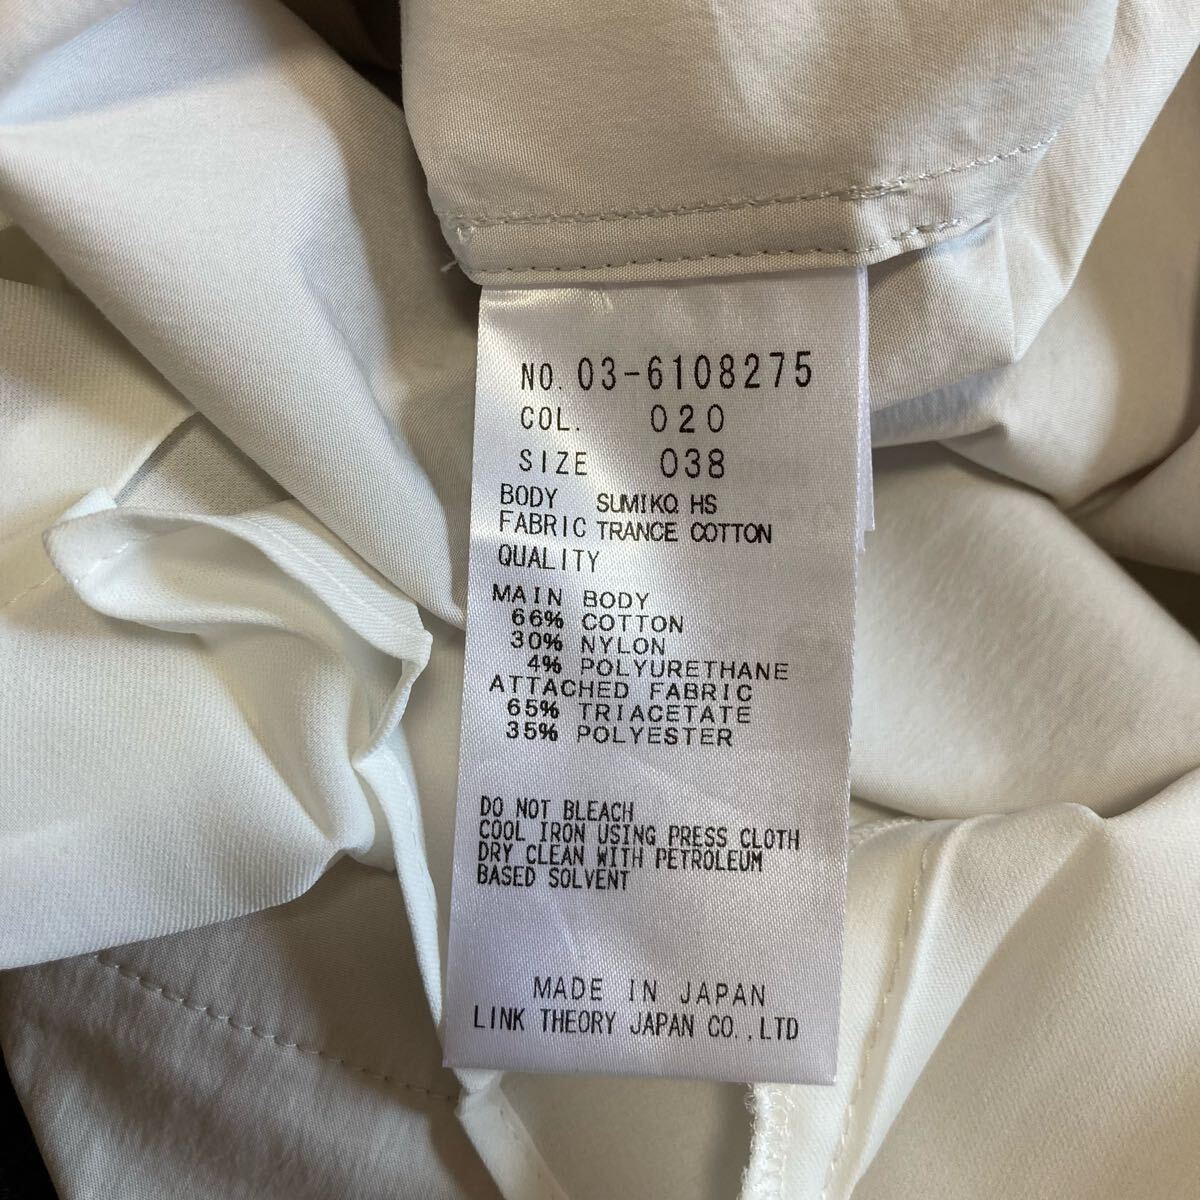 NO. 03-6108275
COL. 020
SIZE 038
BODY SUMIKO HS
FABRIC TRANCE COTTON
QUALITY
MAIN BODY
66% COTTON
30% NYLON
4% POLYURETHANE
ATTACHED FABRIC
65% TRIACETATE
35% POLYESTER
DO NOT BLEACH
COOL IRON USING PRESS CLOTH
DRY CLEAN WITH PETROLEUM
BASED SOLVENT
MADE IN JAPAN
LINK THEORY JAPAN CO.,LTD